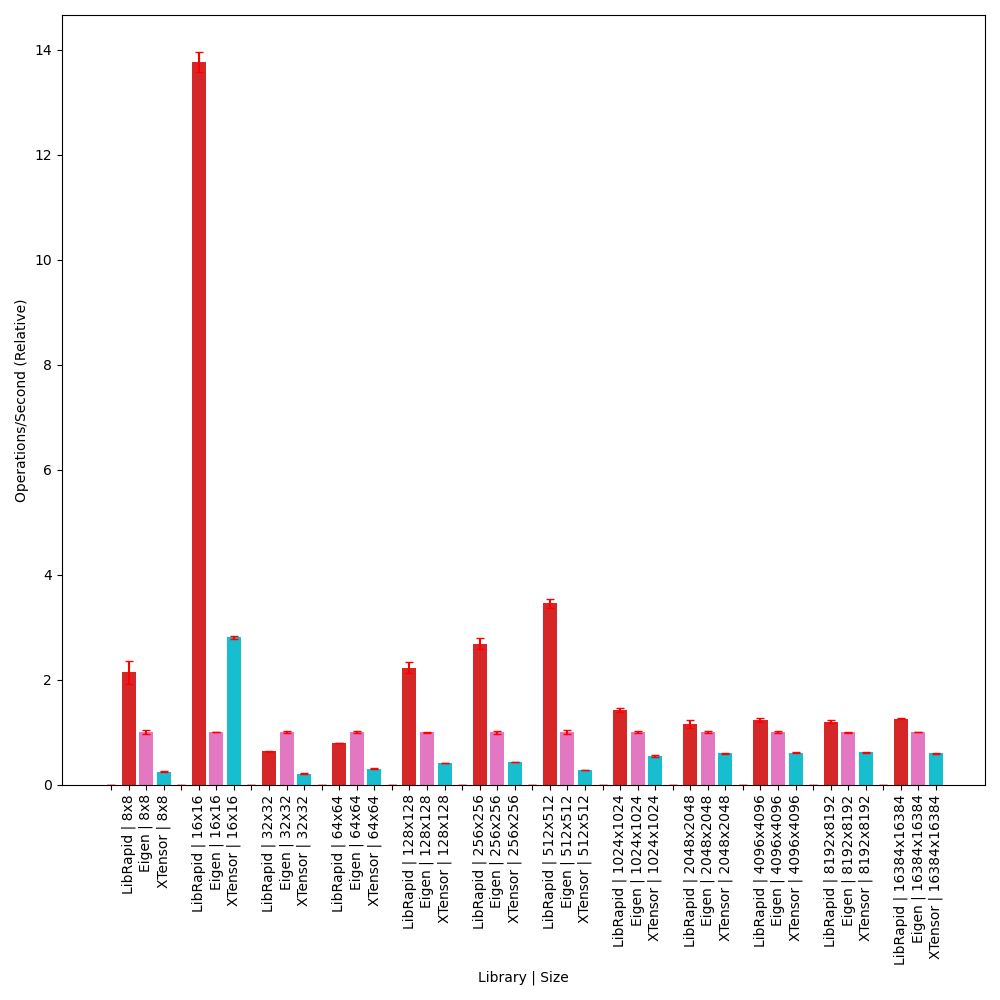 14
12
10
8
6
4
2
0
Operations/Second (Relative)
LibRapid | 8x8
Eigen | 8x8
XTensor | 8x8
LibRapid | 16x16
Eigen | 16x16
XTensor | 16x16
LibRapid | 32x32
Eigen | 32x32
XTensor | 32x32
LibRapid | 64x64
Eigen | 64x64
XTensor | 64x64
LibRapid | 128x128
Eigen | 128x128
XTensor | 128x128
LibRapid | 256x256
Eigen | 256x256
XTensor | 256x256
LibRapid | 512x512
Eigen | 512x512
XTensor | 512x512
LibRapid | 1024x1024
Eigen | 1024x1024
XTensor | 1024x1024
LibRapid | 2048x2048
Eigen | 2048x2048
XTensor | 2048x2048
LibRapid | 4096x4096
Eigen | 4096x4096
XTensor | 4096x4096
LibRapid | 8192x8192
Eigen | 8192x8192
XTensor | 8192x8192
LibRapid | 16384x16384
Eigen | 16384x16384
XTensor | 16384x16384
Library | Size